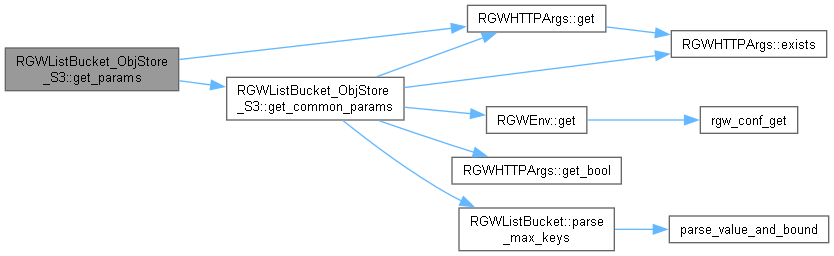 RGWListBucket_ObjStore
_S3::get_params
RGWListBucket_ObjStore
_S3::get_common_params
RGWHTTPArgs::get
RGWHTTPArgs::exists
RGWEnv::get
rgw_conf_get
RGWHTTPArgs::get_bool
RGWListBucket::parse
_max_keys
parse_value_and_bound